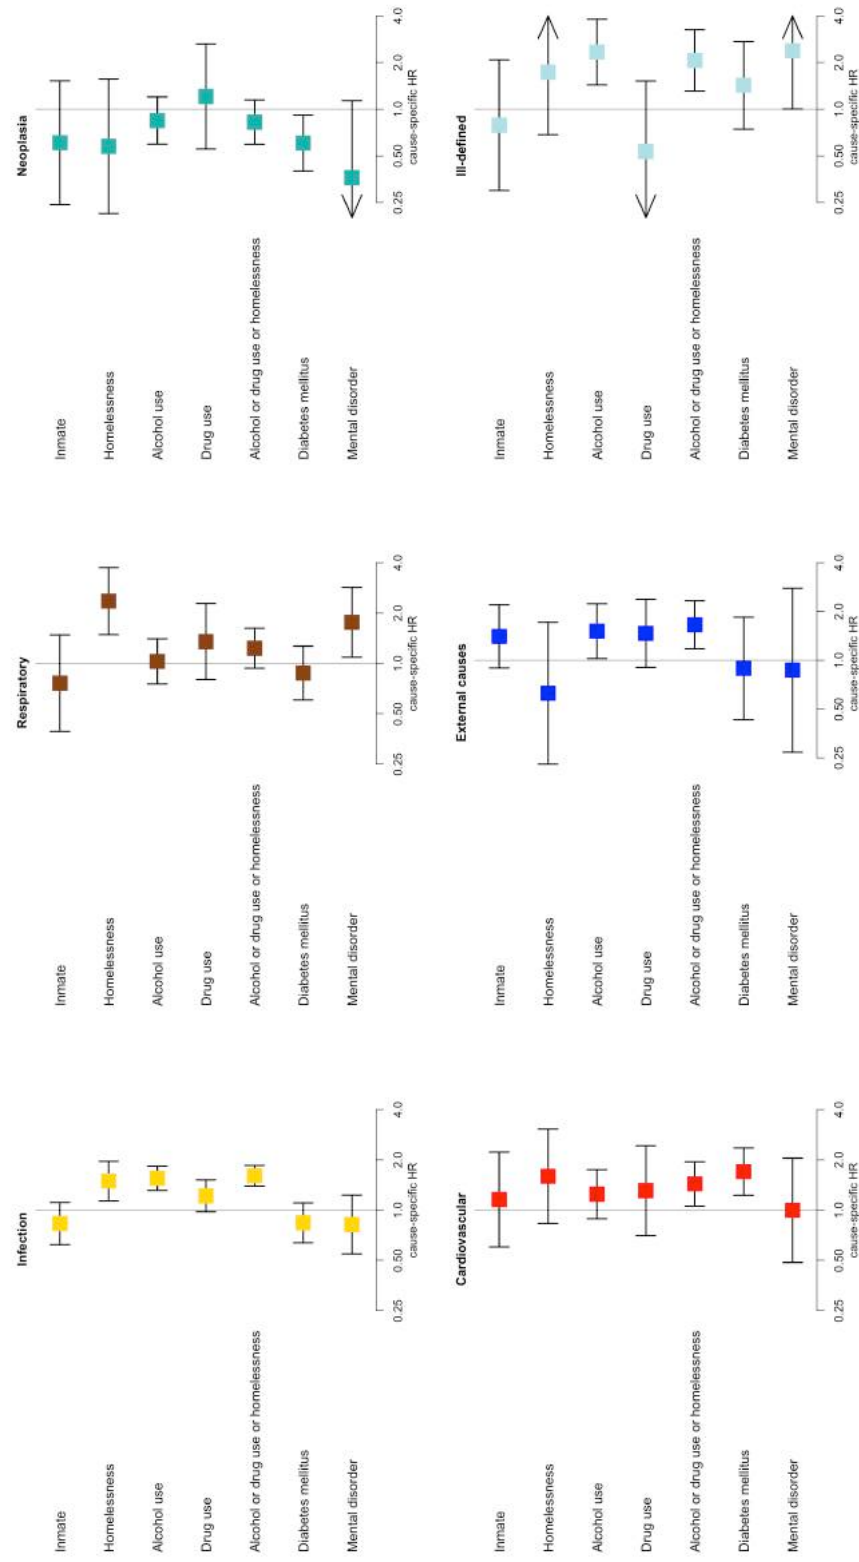 Infection
Inmate
Homelessness
Alcohol use
Drug use
Alcohol or drug use or homelessness
Diabetes mellitus
Mental disorder
0.25 0.50 1.0 2.0 4.0
cause-specific HR
Respiratory
Inmate
Homelessness
Alcohol use
Drug use
Alcohol or drug use or homelessness
Diabetes mellitus
Mental disorder
0.25 0.50 1.0 2.0 4.0
cause-specific HR
Neoplasia
Inmate
Homelessness
Alcohol use
Drug use
Alcohol or drug use or homelessness
Diabetes mellitus
Mental disorder
0.25 0.50 1.0 2.0 4.0
cause-specific HR
Cardiovascular
Inmate
Homelessness
Alcohol use
Drug use
Alcohol or drug use or homelessness
Diabetes mellitus
Mental disorder
0.25 0.50 1.0 2.0 4.0
cause-specific HR
External causes
Inmate
Homelessness
Alcohol use
Drug use
Alcohol or drug use or homelessness
Diabetes mellitus
Mental disorder
0.25 0.50 1.0 2.0 4.0
cause-specific HR
Ill-defined
Inmate
Homelessness
Alcohol use
Drug use
Alcohol or drug use or homelessness
Diabetes mellitus
Mental disorder
0.25 0.50 1.0 2.0 4.0
cause-specific HR